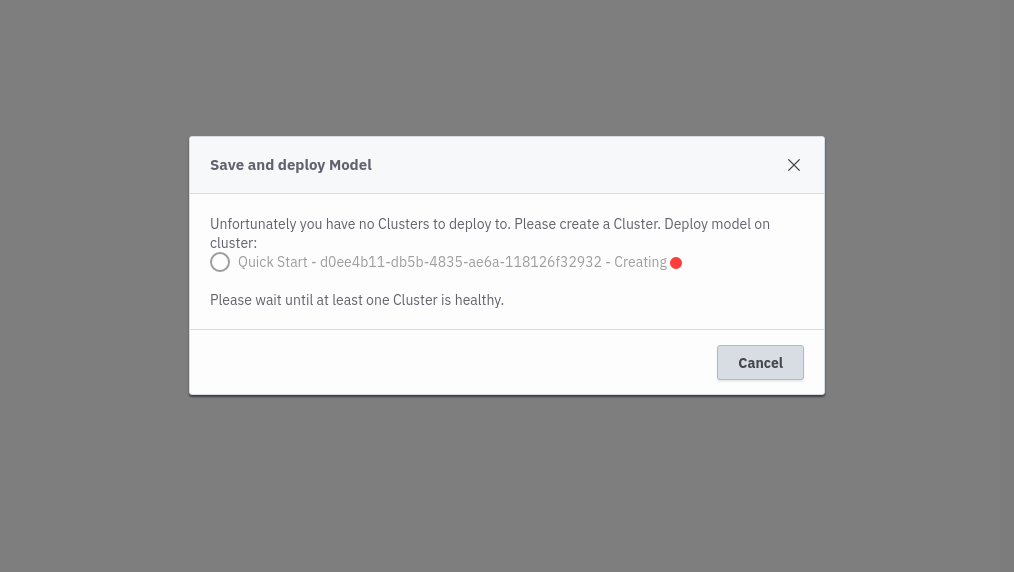 Save and deploy Model
Unfortunately you have no Clusters to deploy to. Please create a Cluster. Deploy model on
cluster:
Quick Start - d0ee4b11-db5b-4835-ae6a-118126f32932 - Creating
Please wait until at least one Cluster is healthy.
Cancel